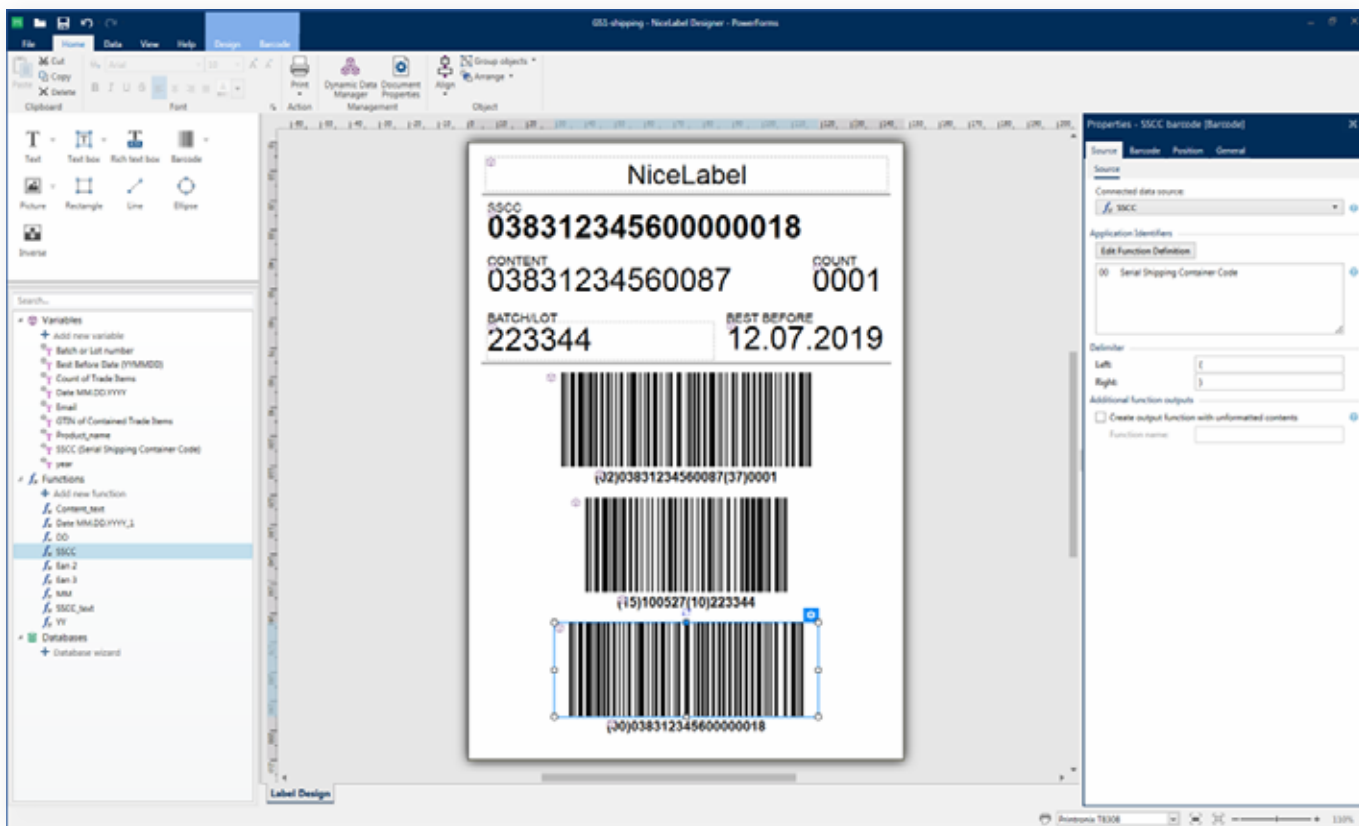 GS1-shipping - NiceLabel Designer - PowerForms
File Home Data View Help Design Barcode
Cut
Copy
Paste
Delete
Clipboard
Arial 10
B I U S
Font
Print
Action
Dynamic Data Manager
Document Properties
Management
Align
Group objects
Arrange
Object
Text Text box Rich text box Barcode
Picture Rectangle Line Ellipse
Inverse
Search...
Variables
Add new variable
Batch or Lot number
Best Before Date (YYMMDD)
Count of Trade Items
Date MM.DD.YYYY
Email
GTIN of Contained Trade Items
Product_name
SSCC (Serial Shipping Container Code)
year
Functions
Add new function
Content_text
Date MM.DD.YYYY_1
DD
SSCC
Ean 2
Ean 3
MM
SSCC_text
YY
Databases
Database wizard
NiceLabel
SSCC
038312345600000018
CONTENT COUNT
03831234560087 0001
BATCH/LOT BEST BEFORE
223344 12.07.2019
(02)03831234560087(37)0001
(15)100527(10)223344
(00)038312345600000018
Label Design
Properties - SSCC barcode [Barcode]
Source Barcode Position General
Source
Connected data source:
SSCC
Application Identifiers
Edit Function Definition
00 Serial Shipping Container Code
Delimiter
Left: (
Right: )
Additional function outputs
Create output function with unformatted contents
Function name:
Printronix T8308
110%